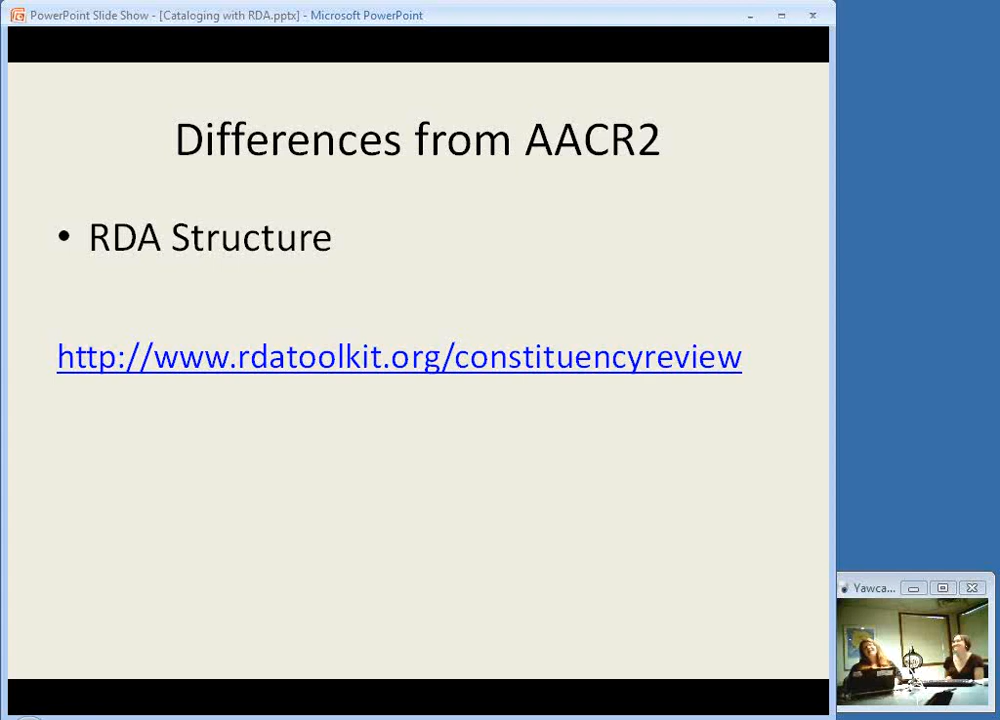 PowerPoint Slide Show - [Cataloging with RDA.pptx] - Microsoft PowerPoint
Differences from AACR2
• RDA Structure
http://www.rdatoolkit.org/constituencyreview
Yawca...